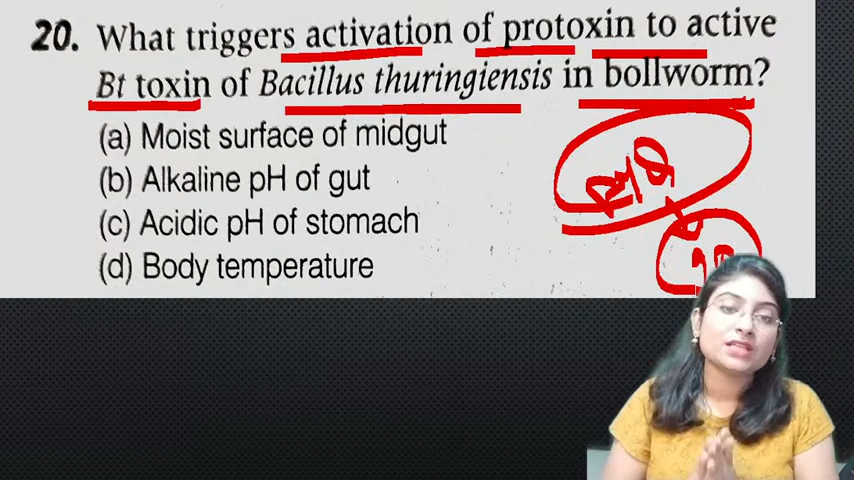 20. What triggers activation of protoxin to active
Bt toxin of Bacillus thuringiensis in bollworm?
(a) Moist surface of midgut
(b) Alkaline pH of gut
(c) Acidic pH of stomach
(d) Body temperature